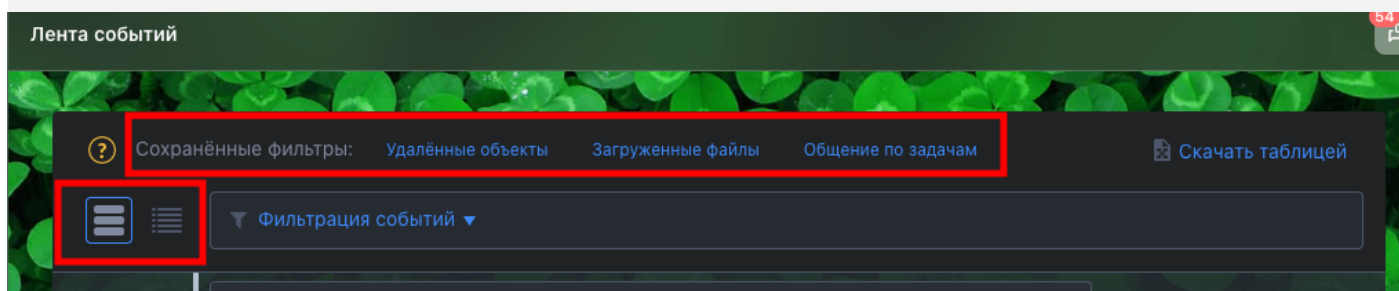 Лента событий
54
? Сохранённые фильтры: Удалённые объекты Загруженные файлы Общение по задачам Скачать таблицей
Фильтрация событий ▼